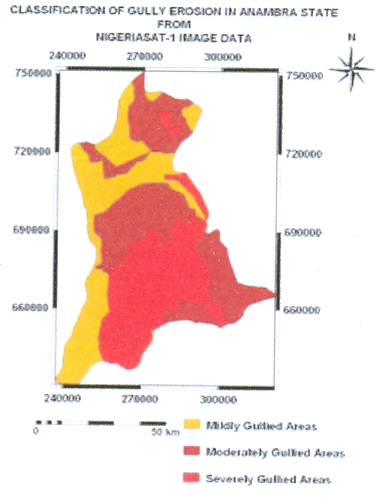 CLASSIFICATION OF GULLY EROSION IN ANAMBRA STATE
FROM
NIGERIASAT-1 IMAGE DATA
N
240000 270000 300000
750000 750000
720000 720000
690000 690000
660000 660000
240000 270000 300000
0 50 km
Mildly Gullied Areas
Moderately Gullied Areas
Severely Gullied Areas